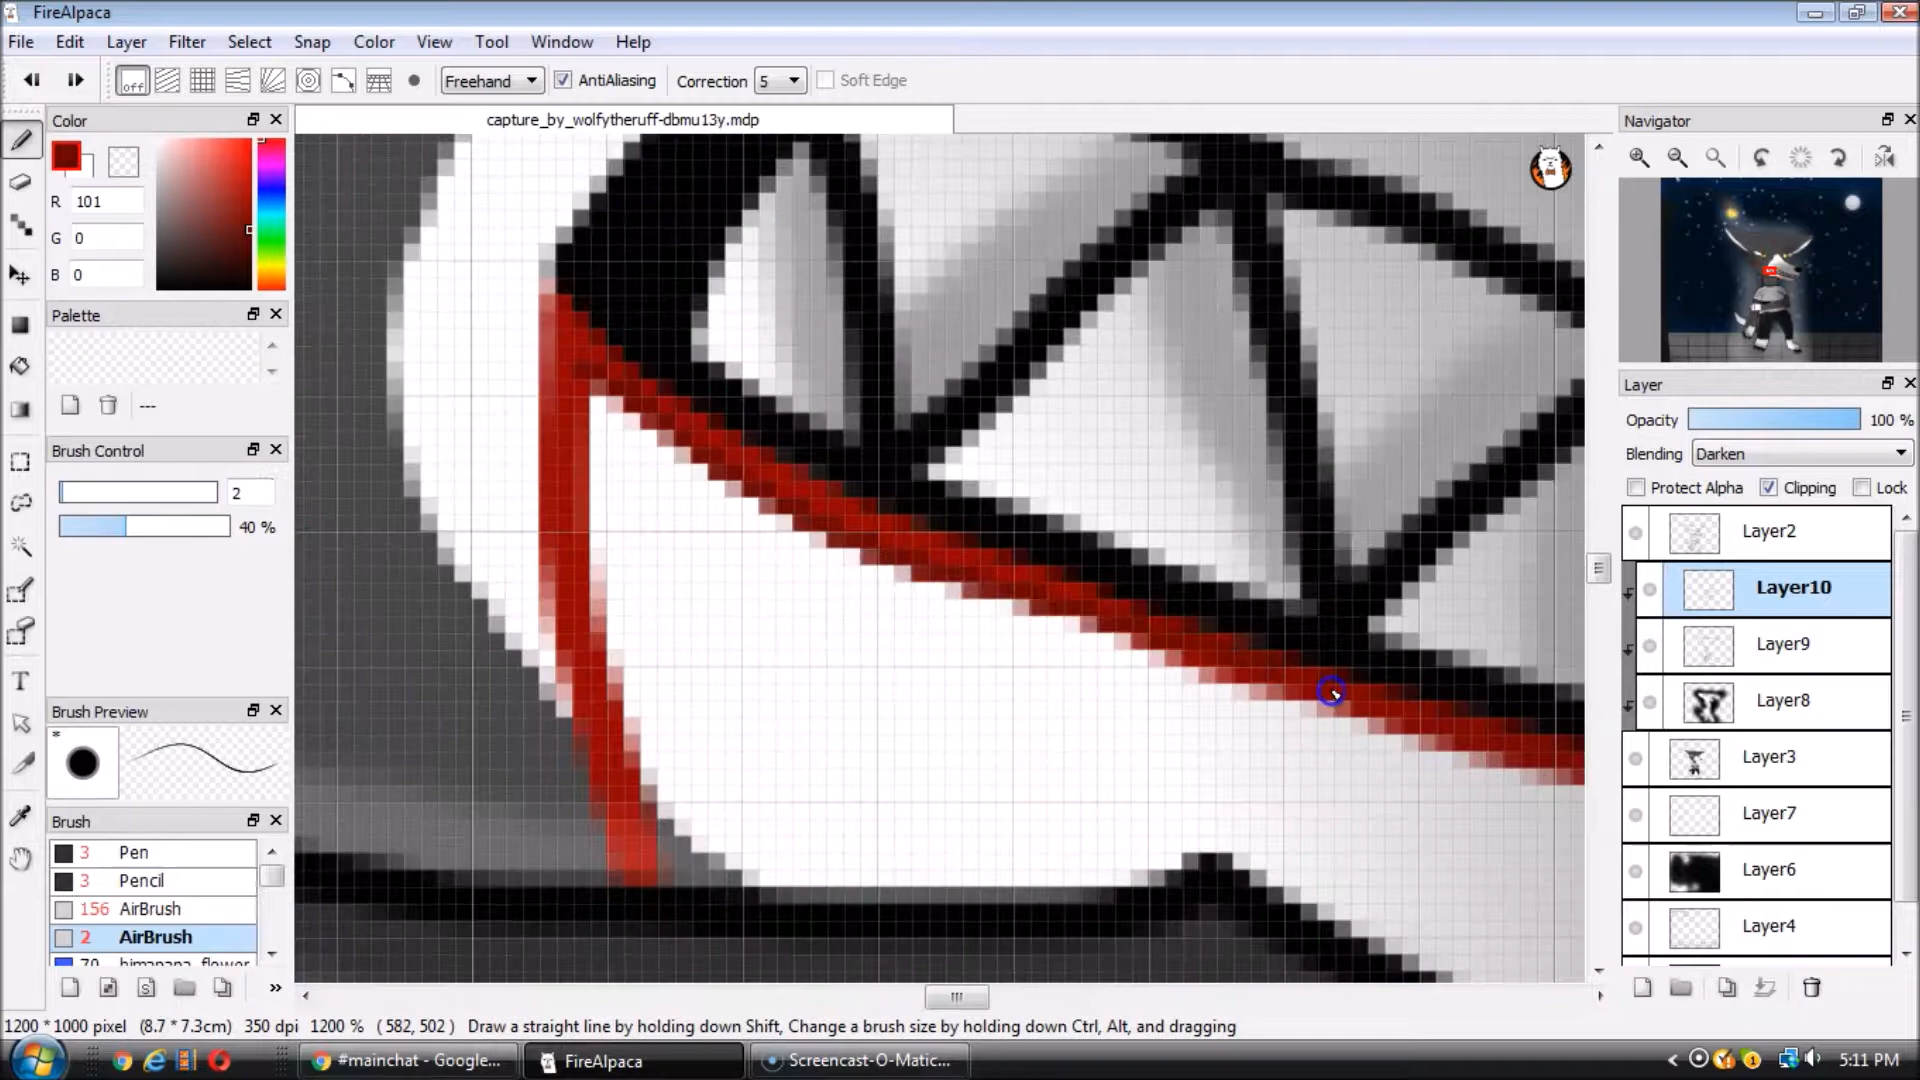 FireAlpaca
File Edit Layer Filter Select Snap Color View Tool Window Help
off Freehand AntiAliasing Correction 5 Soft Edge
Color
R 101
G 0
B 0
Palette
---
Brush Control
2
40 %
Brush Preview
*
Brush
3 Pen
3 Pencil
156 AirBrush
2 AirBrush
70 himanana flower
capture_by_wolfytheruff-dbmu13y.mdp
Navigator
Layer
Opacity 100 %
Blending Darken
Protect Alpha Clipping Lock
Layer2
Layer10
Layer9
Layer8
Layer3
Layer7
Layer6
Layer4
1200 * 1000 pixel (8.7 * 7.3cm) 350 dpi 1200 % ( 582, 502 ) Draw a straight line by holding down Shift, Change a brush size by holding down Ctrl, Alt, and dragging
#mainchat - Google... FireAlpaca Screencast-O-Matic... 5:11 PM